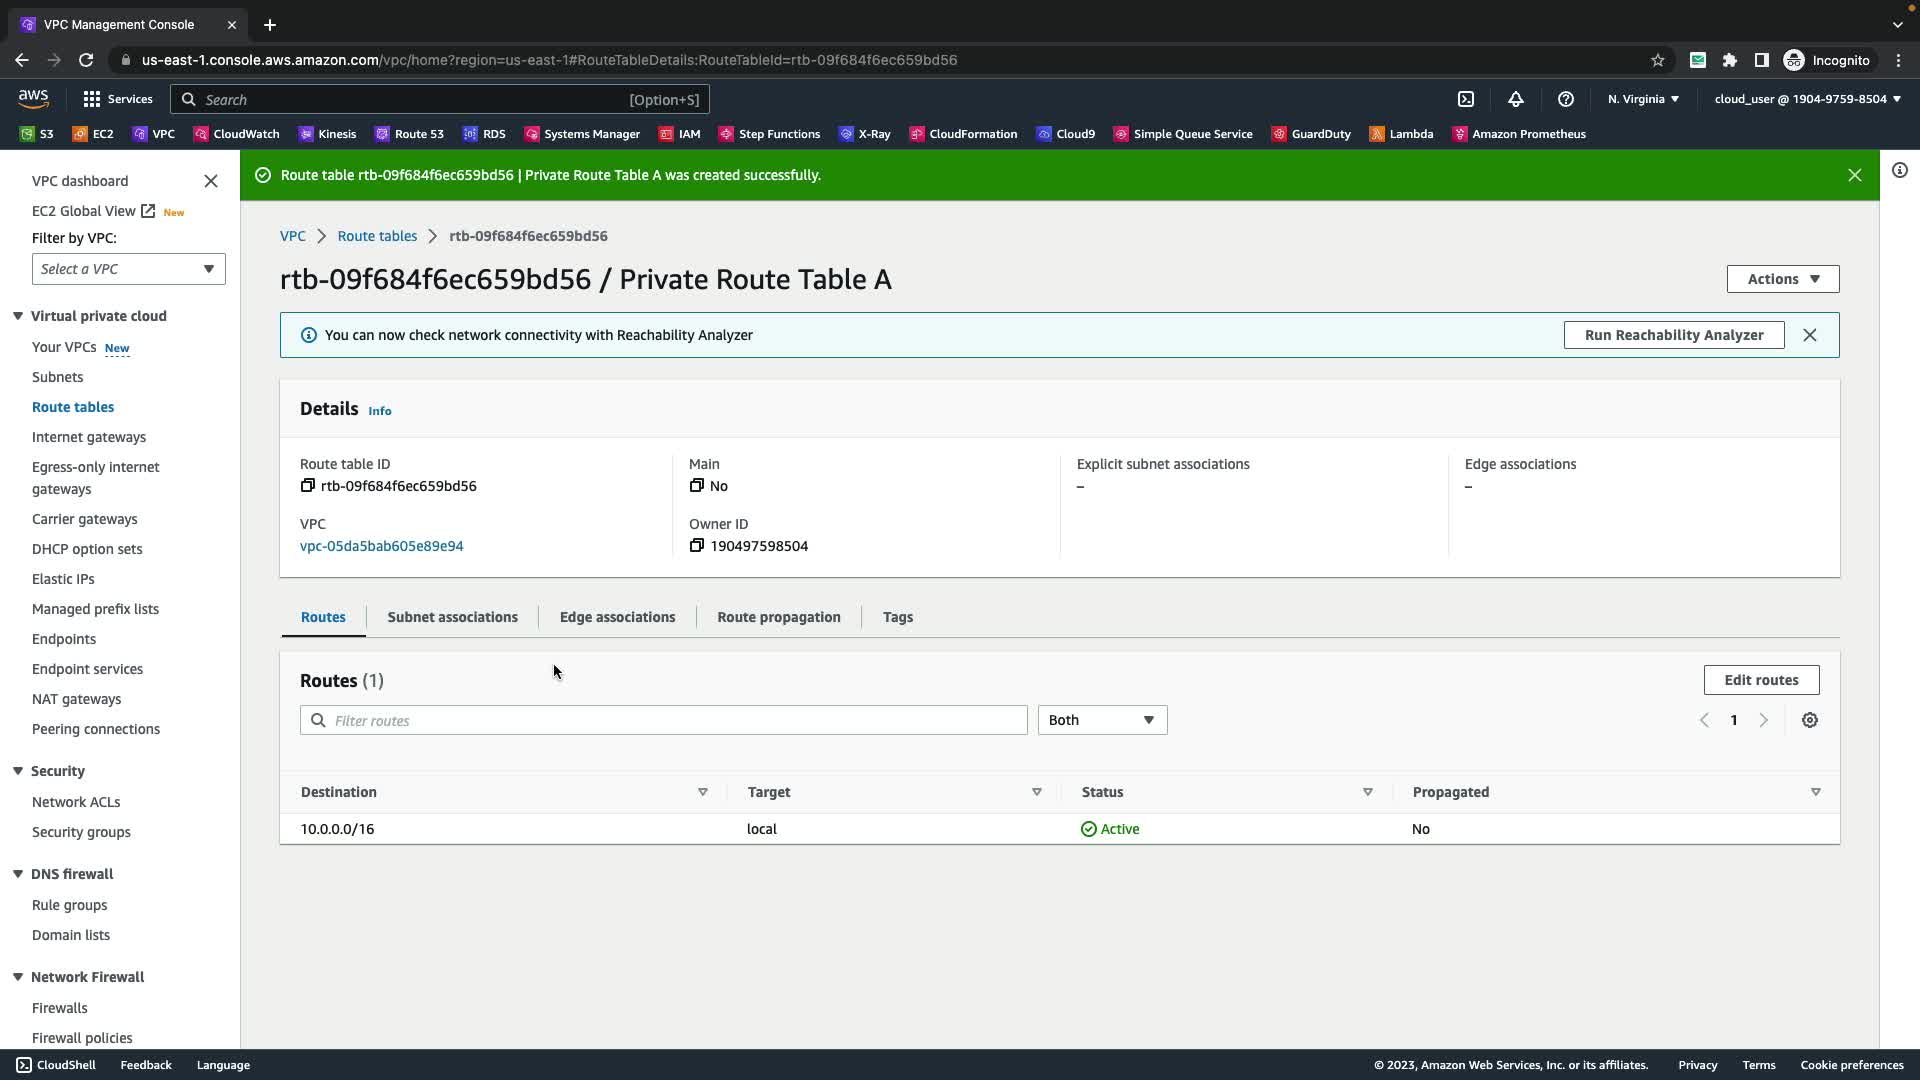 VPC Management Console
us-east-1.console.aws.amazon.com/vpc/home?region=us-east-1#RouteTableDetails:RouteTableId=rtb-09f684f6ec659bd56
Incognito
aws
Services
Search
[Option+S]
N. Virginia
cloud_user @ 1904-9759-8504
S3
EC2
VPC
CloudWatch
Kinesis
Route 53
RDS
Systems Manager
IAM
Step Functions
X-Ray
CloudFormation
Cloud9
Simple Queue Service
GuardDuty
Lambda
Amazon Prometheus
VPC dashboard
EC2 Global View New
Filter by VPC:
Select a VPC
Virtual private cloud
Your VPCs New
Subnets
Route tables
Internet gateways
Egress-only internet
gateways
Carrier gateways
DHCP option sets
Elastic IPs
Managed prefix lists
Endpoints
Endpoint services
NAT gateways
Peering connections
Security
Network ACLs
Security groups
DNS firewall
Rule groups
Domain lists
Network Firewall
Firewalls
Firewall policies
Route table rtb-09f684f6ec659bd56 | Private Route Table A was created successfully.
VPC
Route tables
rtb-09f684f6ec659bd56
rtb-09f684f6ec659bd56 / Private Route Table A
Actions
You can now check network connectivity with Reachability Analyzer
Run Reachability Analyzer
Details Info
Route table ID
rtb-09f684f6ec659bd56
Main
No
Explicit subnet associations
–
Edge associations
–
VPC
vpc-05da5bab605e89e94
Owner ID
190497598504
Routes
Subnet associations
Edge associations
Route propagation
Tags
Routes (1)
Edit routes
Filter routes
Both
1
Destination
Target
Status
Propagated
10.0.0.0/16
local
Active
No
CloudShell
Feedback
Language
© 2023, Amazon Web Services, Inc. or its affiliates.
Privacy
Terms
Cookie preferences